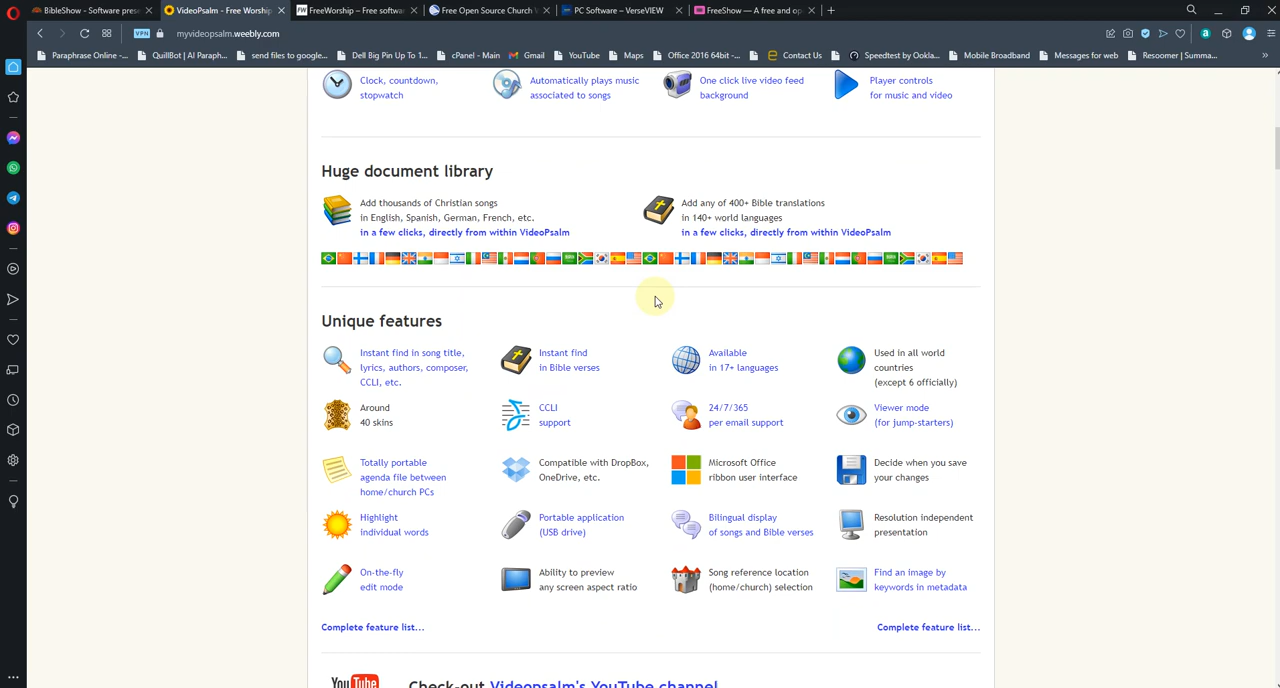 BibleShow – Software prese
VideoPsalm - Free Worship
FreeWorship – Free softwa
Free Open Source Church
PC Software – VerseVIEW
FreeShow — A free and op
VPN
myvideopsalm.weebly.com
Paraphrase Online -...
QuillBot | AI Paraph...
send files to google...
Dell Big Pin Up To 1...
cPanel - Main
Gmail
YouTube
Maps
Office 2016 64bit -...
Contact Us
Speedtest by Ookla...
Mobile Broadband
Messages for web
Resoomer | Summa...
Clock, countdown,
stopwatch
Automatically plays music
associated to songs
One click live video feed
background
Player controls
for music and video
Huge document library
Add thousands of Christian songs
in English, Spanish, German, French, etc.
in a few clicks, directly from within VideoPsalm
Add any of 400+ Bible translations
in 140+ world languages
in a few clicks, directly from within VideoPsalm
Unique features
Instant find in song title,
lyrics, authors, composer,
CCLI, etc.
Instant find
in Bible verses
Available
in 17+ languages
Used in all world
countries
(except 6 officially)
Around
40 skins
CCLI
support
24/7/365
per email support
Viewer mode
(for jump-starters)
Totally portable
agenda file between
home/church PCs
Compatible with DropBox,
OneDrive, etc.
Microsoft Office
ribbon user interface
Decide when you save
your changes
Highlight
individual words
Portable application
(USB drive)
Bilingual display
of songs and Bible verses
Resolution independent
presentation
On-the-fly
edit mode
Ability to preview
any screen aspect ratio
Song reference location
(home/church) selection
Find an image by
keywords in metadata
Complete feature list...
Complete feature list...
You Tube
Check-out Videopsalm's YouTube channel